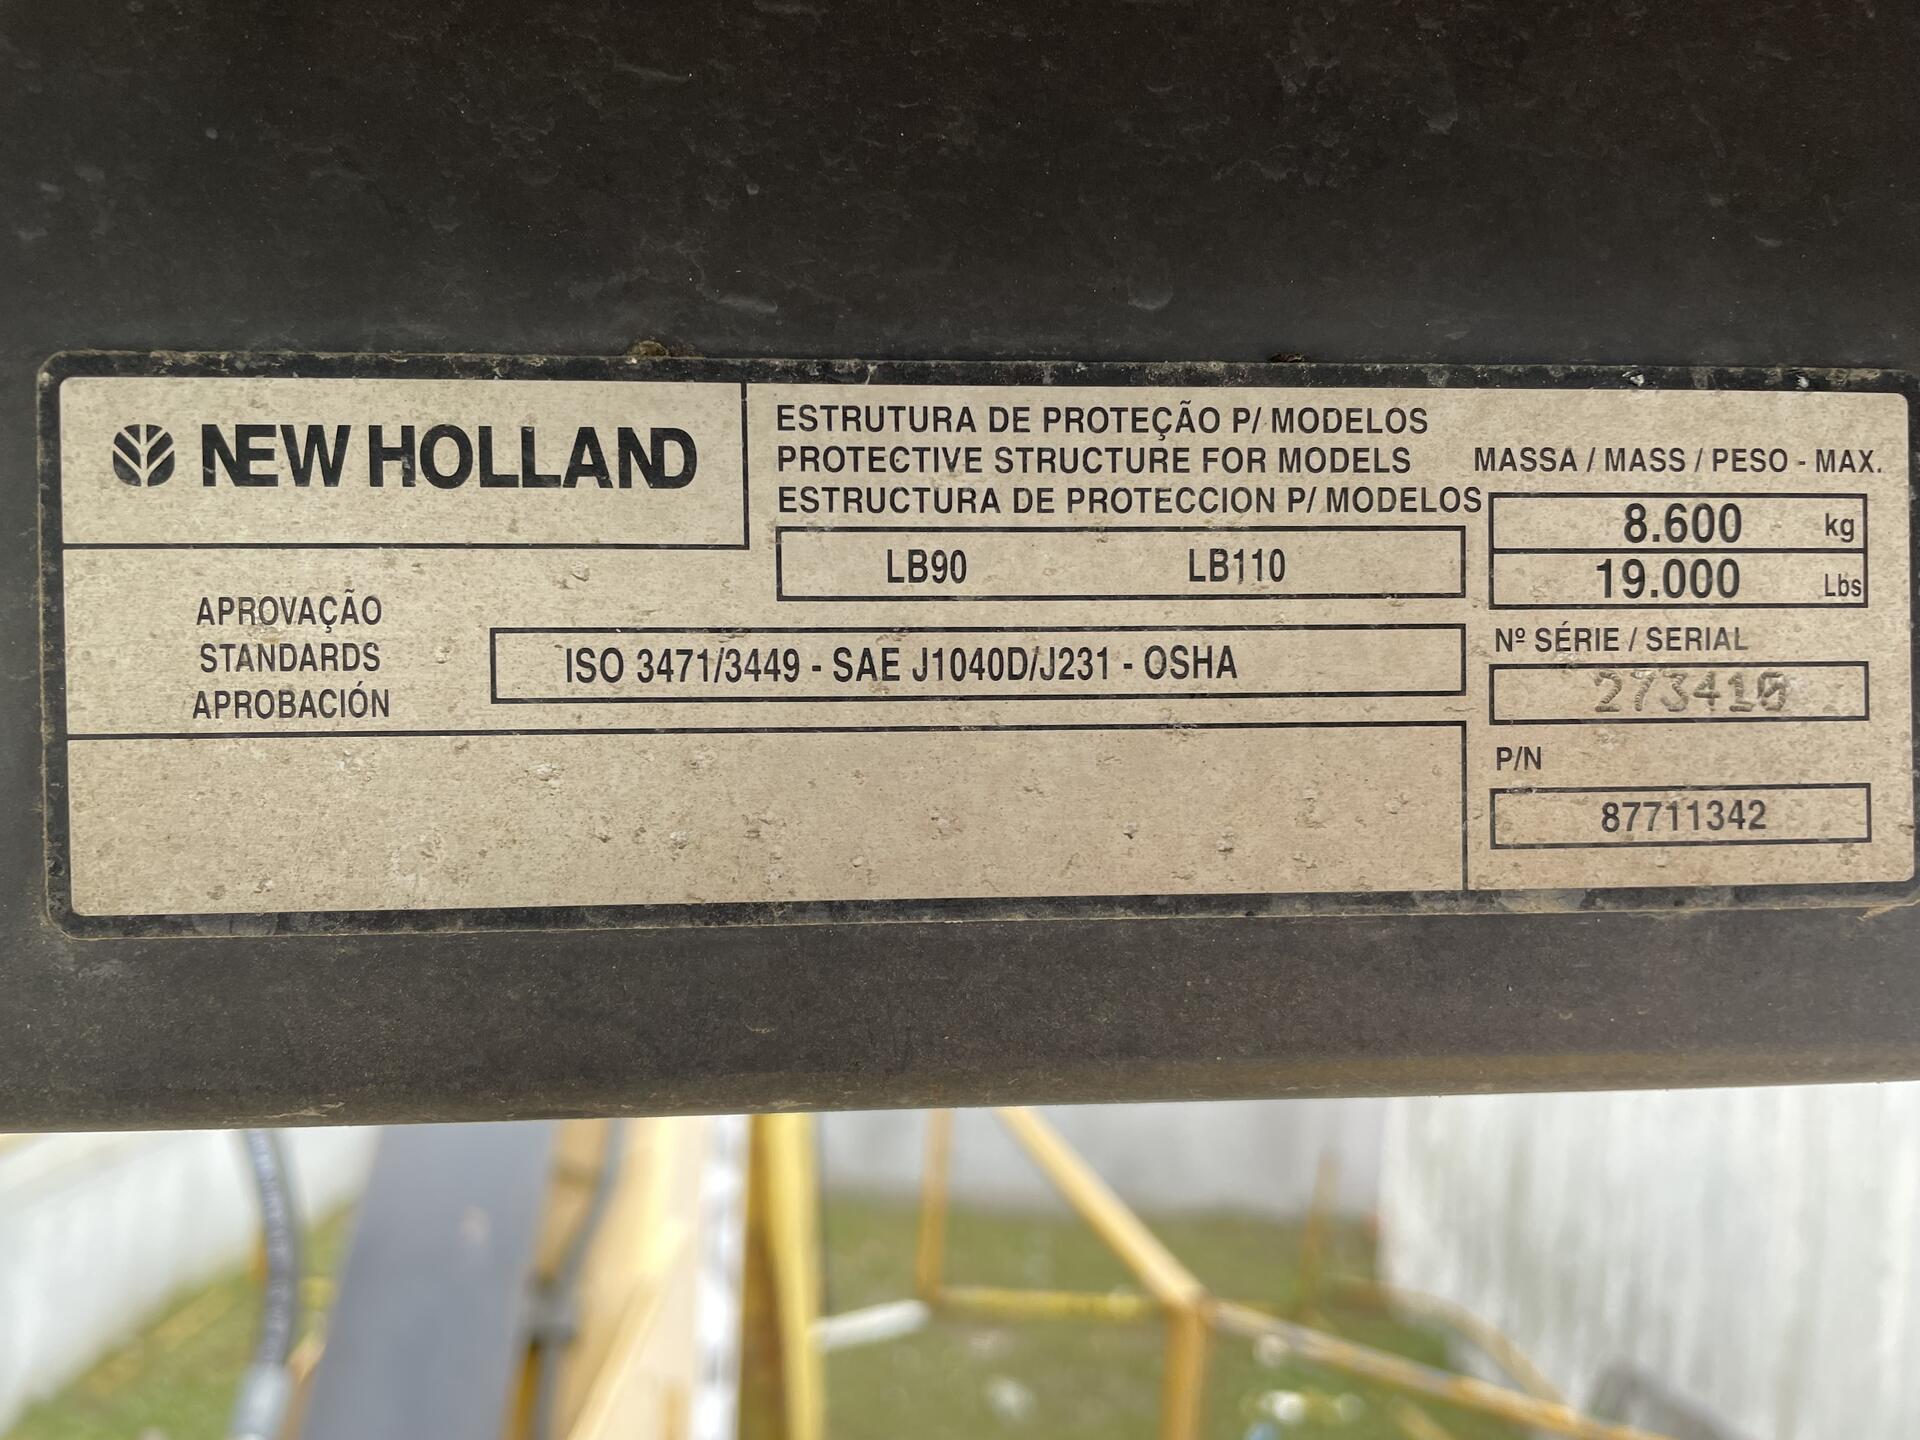 NEW HOLLAND
ESTRUTURA DE PROTEÇÃO P/ MODELOS
PROTECTIVE STRUCTURE FOR MODELS
ESTRUCTURA DE PROTECCION P/ MODELOS
LB90 LB110
MASSA / MASS / PESO - MAX.
8.600 kg
19.000 Lbs
APROVAÇÃO
STANDARDS
APROBACIÓN
ISO 3471/3449 - SAE J1040D/J231 - OSHA
Nº SÉRIE / SERIAL
273410
P/N
87711342